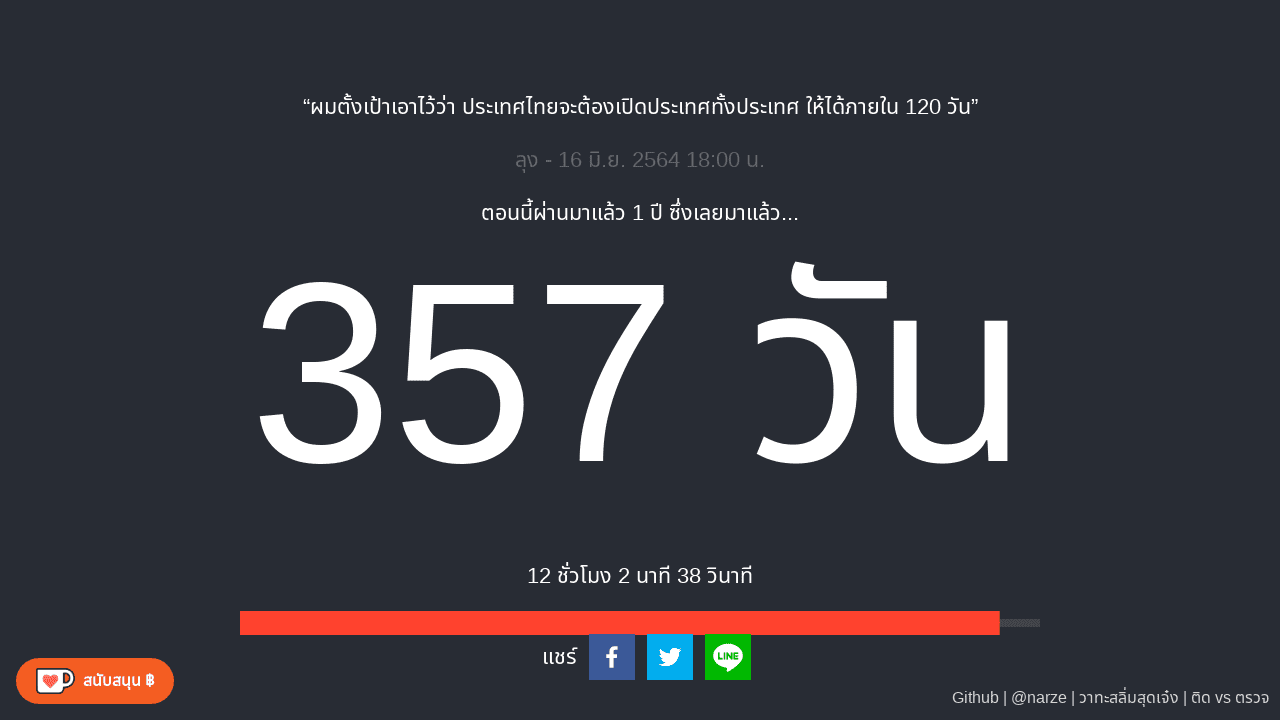 “ผมตั้งเป้าเอาไว้ว่า ประเทศไทยจะต้องเปิดประเทศทั้งประเทศ ให้ได้ภายใน 120 วัน”
ลุง - 16 มิ.ย. 2564 18:00 น.
ตอนนี้ผ่านมาแล้ว 1 ปี ซึ่งเลยมาแล้ว...
357 วัน
12 ชั่วโมง 2 นาที 38 วินาที
แชร์
LINE
สนับสนุน ฿
Github | @narze | วาทะสลิ่มสุดเจ๋ง | ติด vs ตรวจ